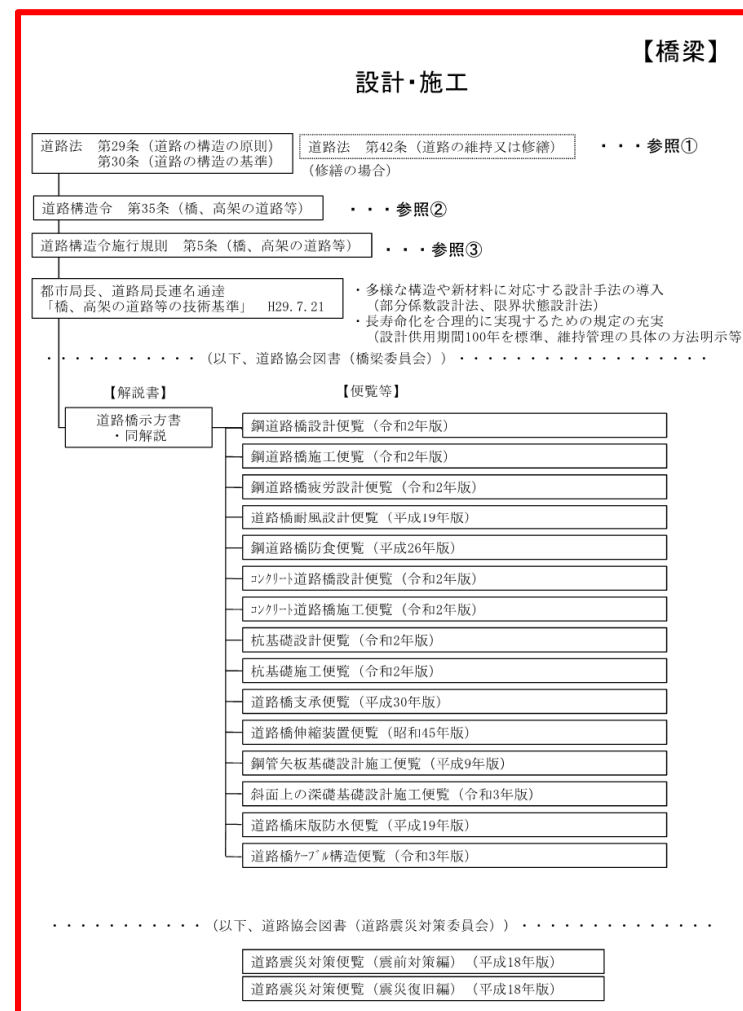 【橋梁】
設計・施工
道路法　第29条（道路の構造の原則）
第30条（道路の構造の基準）
道路法　第42条（道路の維持又は修繕）
・・・参照①
（修繕の場合）
道路構造令　第35条（橋、高架の道路等）
・・・参照②
道路構造令施行規則　第5条（橋、高架の道路等）
・・・参照③
都市局長、道路局長連名通達
「橋、高架の道路等の技術基準」　H29.7.21
・多様な構造や新材料に対応する設計手法の導入
（部分係数設計法、限界状態設計法）
・長寿命化を合理的に実現するための規定の充実
（設計供用期間100年を標準、維持管理の具体の方法明示等
・・・・・・・・・・・（以下、道路協会図書（橋梁委員会））・・・・・・・・・・・・・・・・・・
【解説書】
【便覧等】
道路橋示方書
・同解説
鋼道路橋設計便覧（令和2年版）
鋼道路橋施工便覧（令和2年版）
鋼道路橋疲労設計便覧（令和2年版）
道路橋耐風設計便覧（平成19年版）
鋼道路橋防食便覧（平成26年版）
ｺﾝｸﾘｰﾄ道路橋設計便覧（令和2年版）
ｺﾝｸﾘｰﾄ道路橋施工便覧（令和2年版）
杭基礎設計便覧（令和2年版）
杭基礎施工便覧（令和2年版）
道路橋支承便覧（平成30年版）
道路橋伸縮装置便覧（昭和45年版）
鋼管矢板基礎設計施工便覧（平成9年版）
斜面上の深礎基礎設計施工便覧（令和3年版）
道路橋床版防水便覧（平成19年版）
道路橋ｹｰﾌﾞﾙ構造便覧（令和3年版）
・・・・・・・・・・・（以下、道路協会図書（道路震災対策委員会））・・・・・・・・・・・・・・
道路震災対策便覧（震前対策編）（平成18年版）
道路震災対策便覧（震災復旧編）（平成18年版）